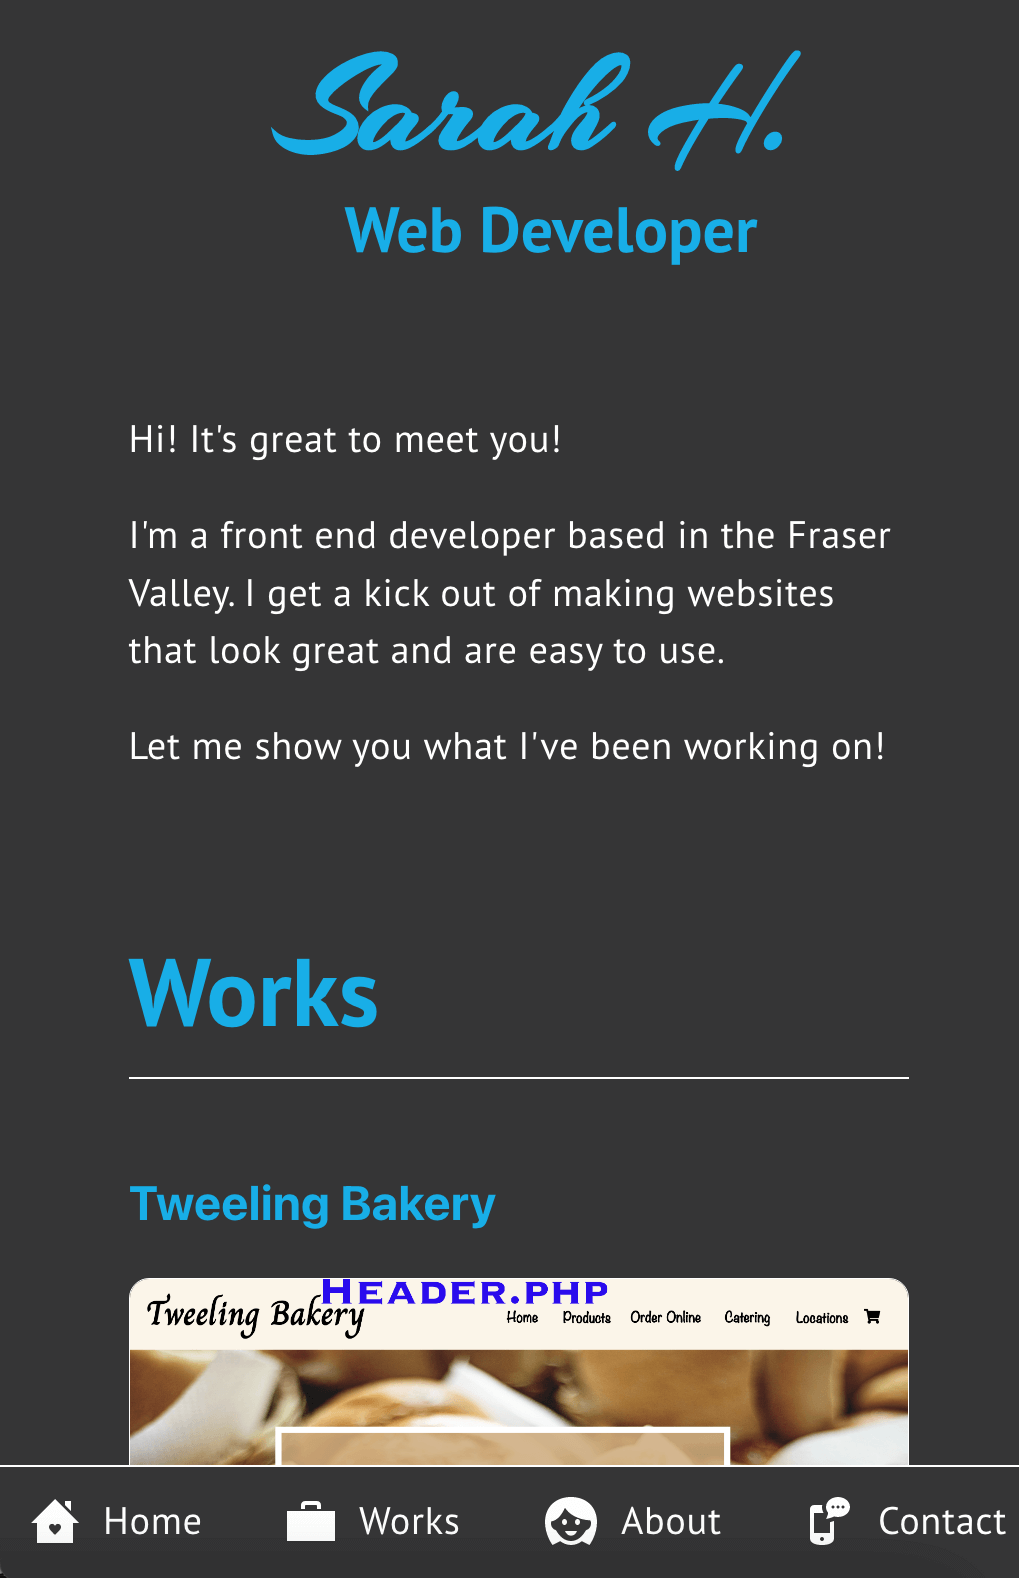 Sarah H.
Web Developer
Hi! It's great to meet you!
I'm a front end developer based in the Fraser
Valley. I get a kick out of making websites
that look great and are easy to use.
Let me show you what I've been working on!
Works
Tweeling Bakery
Header.php
Tweeling Bakery Home Products Order Online Catering Locations
Home Works About Contact